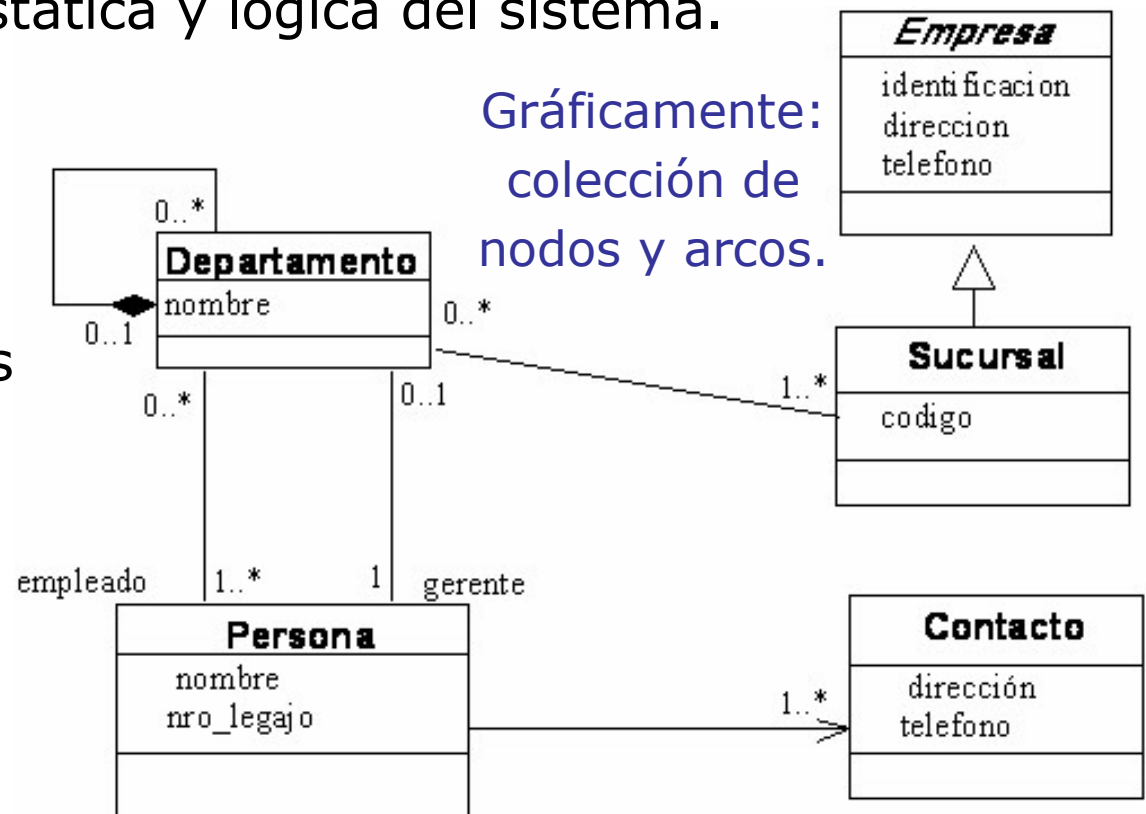 stática y lógica del sistema.
Empresa
identificacion
direccion
telefono
Gráficamente:
colección de
nodos y arcos.
0..*
Departamento
nombre
0..1
0..*
s
Sucursal
codigo
1..*
0..*
0..1
empleado
1..*
1
gerente
Persona
nombre
nro_legajo
1..*
Contacto
dirección
telefono